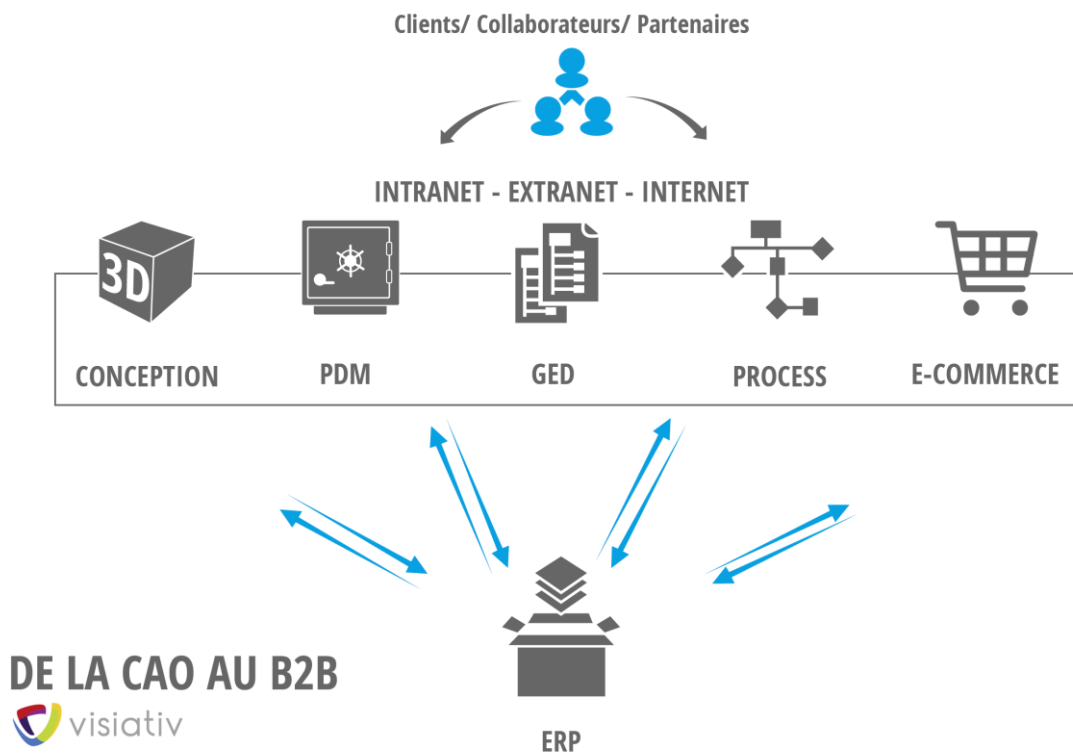 Clients/ Collaborateurs/ Partenaires
INTRANET - EXTRANET - INTERNET
3D
CONCEPTION
PDM
GED
PROCESS
E-COMMERCE
DE LA CAO AU B2B
visiativ
ERP